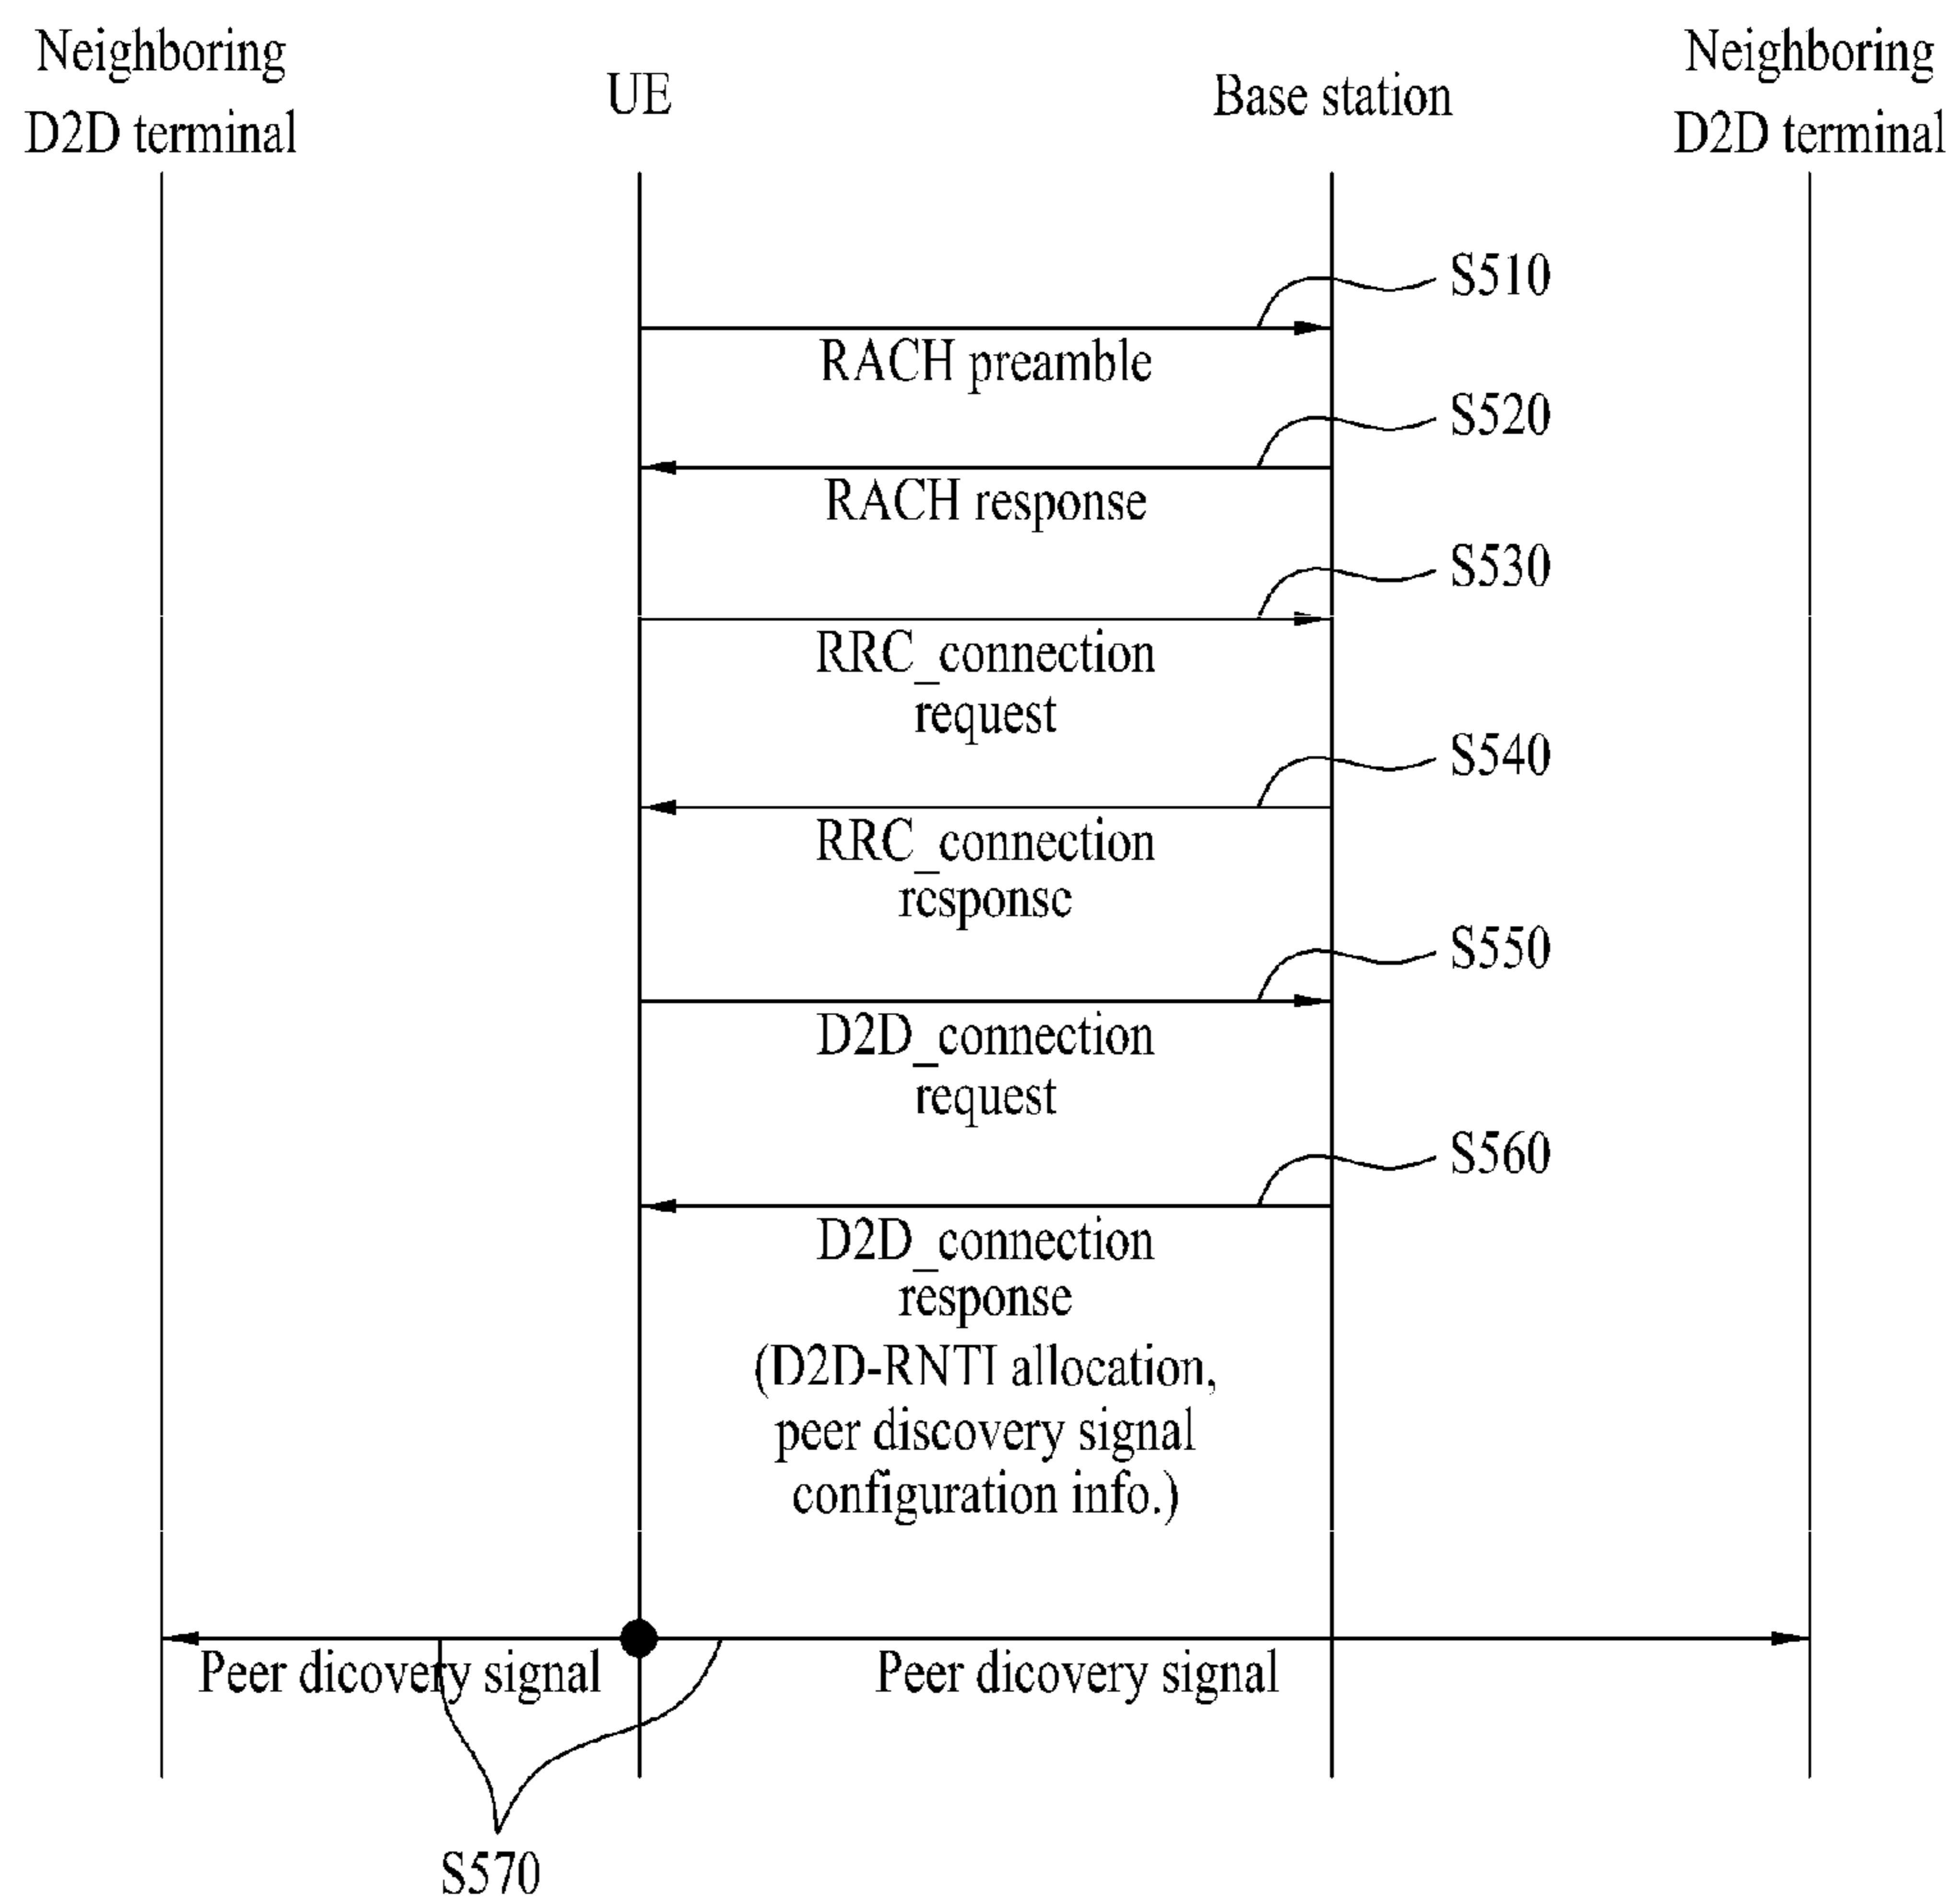 Neighboring
D2D terminal
UE
Base station
Neighboring
D2D terminal
S510
RACH preamble
S520
RACH response
S530
RRC_connection
request
S540
RRC_connection
response
S550
D2D_connection
request
S560
D2D_connection
response
(D2D-RNTI allocation,
peer discovery signal
configuration info.)
Peer dicovery signal
Peer dicovery signal
S570